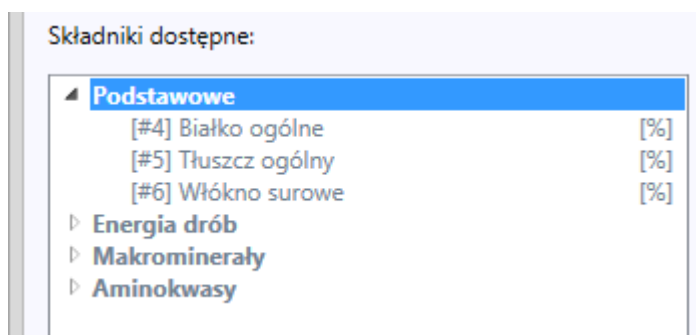 Składniki dostępne:
Podstawowe
[#4] Białko ogólne [%]
[#5] Tłuszcz ogólny [%]
[#6] Włókno surowe [%]
Energia drób
Makrominerały
Aminokwasy